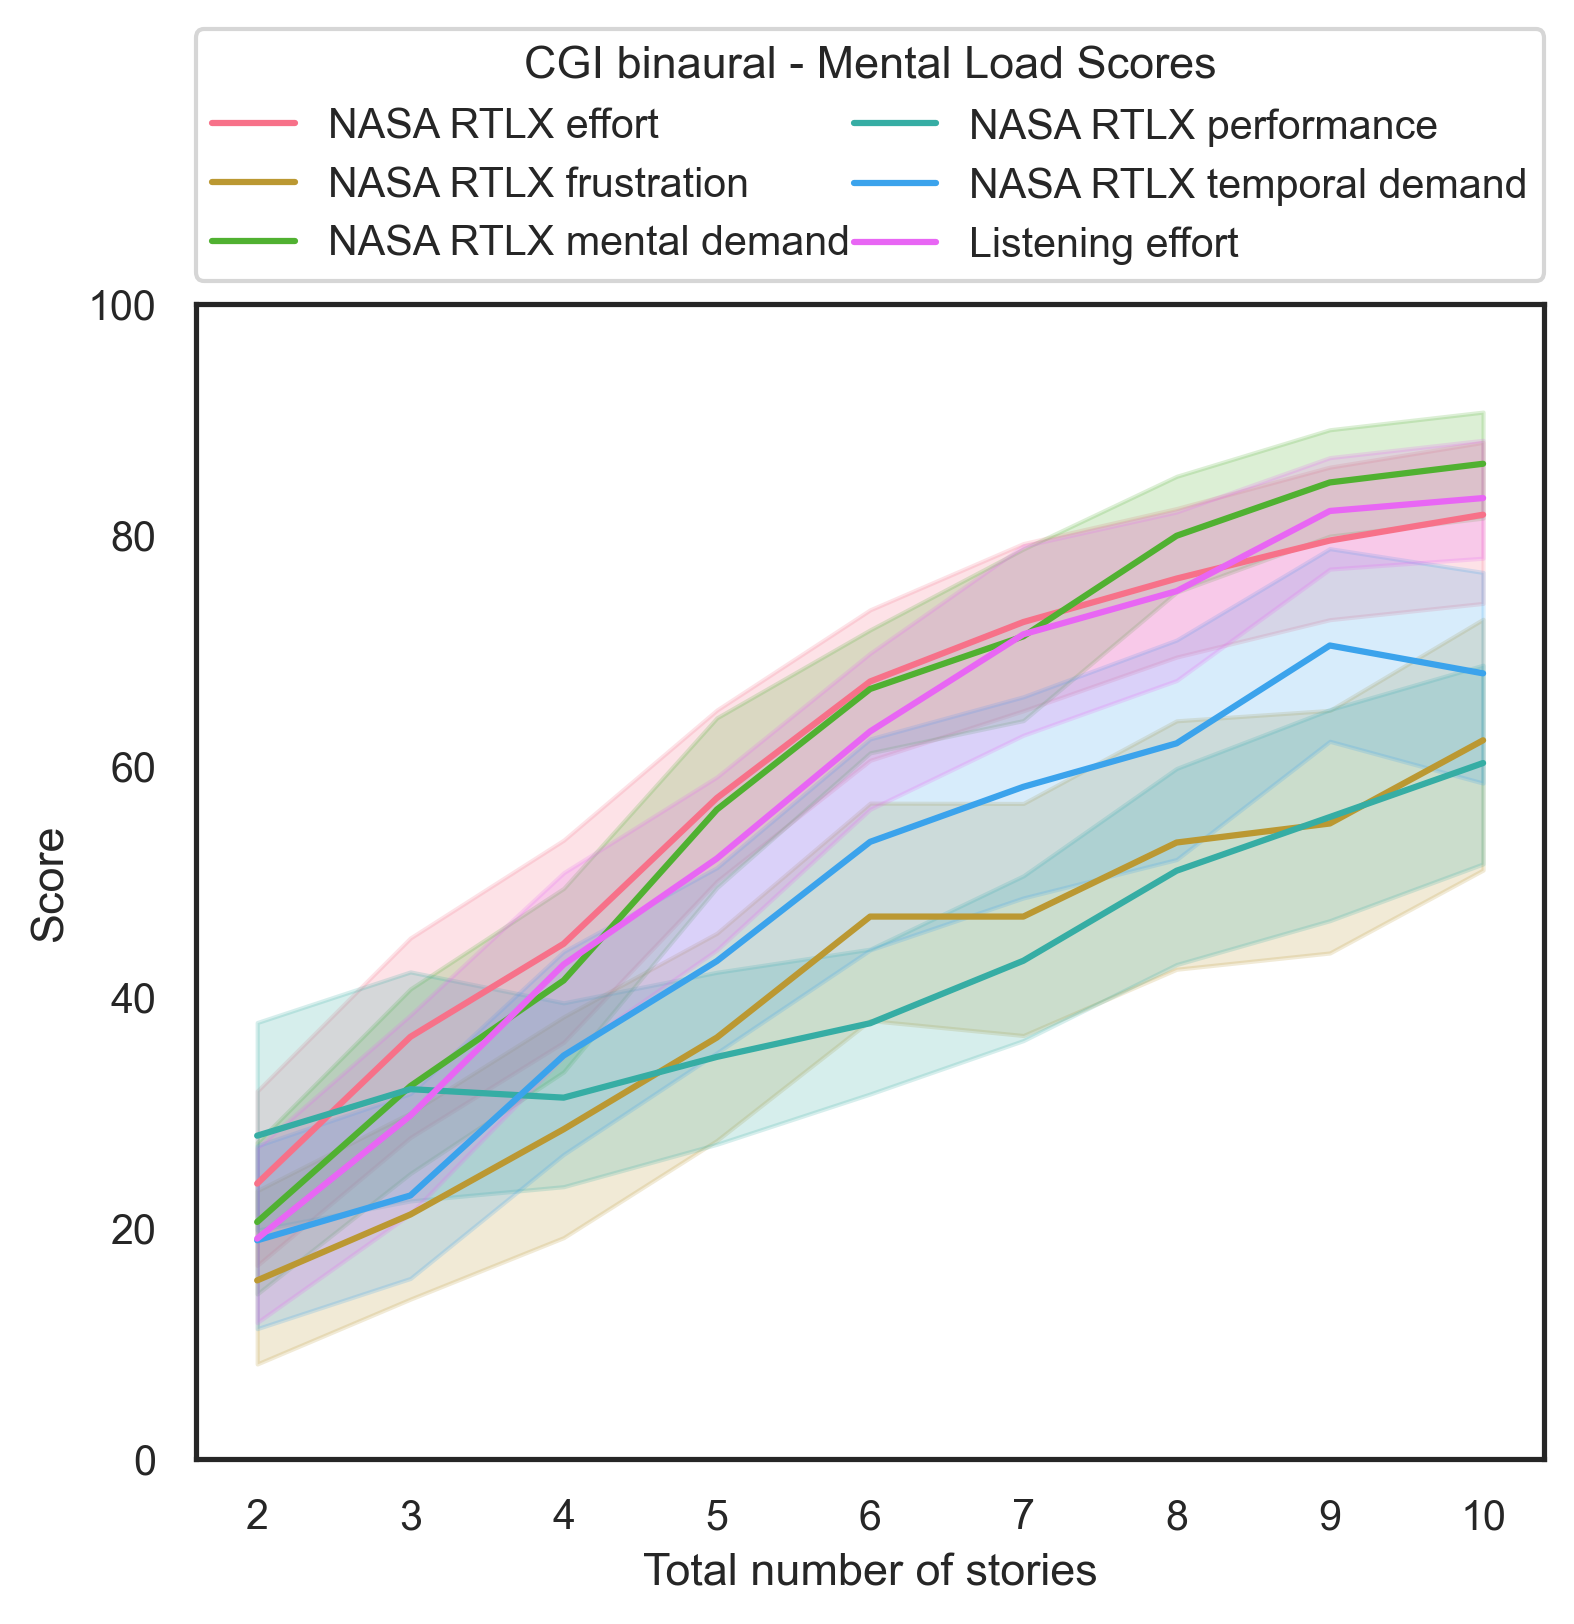 CGI binaural - Mental Load Scores
NASA RTLX effort
NASA RTLX frustration
NASA RTLX mental demand
NASA RTLX performance
NASA RTLX temporal demand
Listening effort
100
80
60
40
20
0
Score
2 3 4 5 6 7 8 9 10
Total number of stories